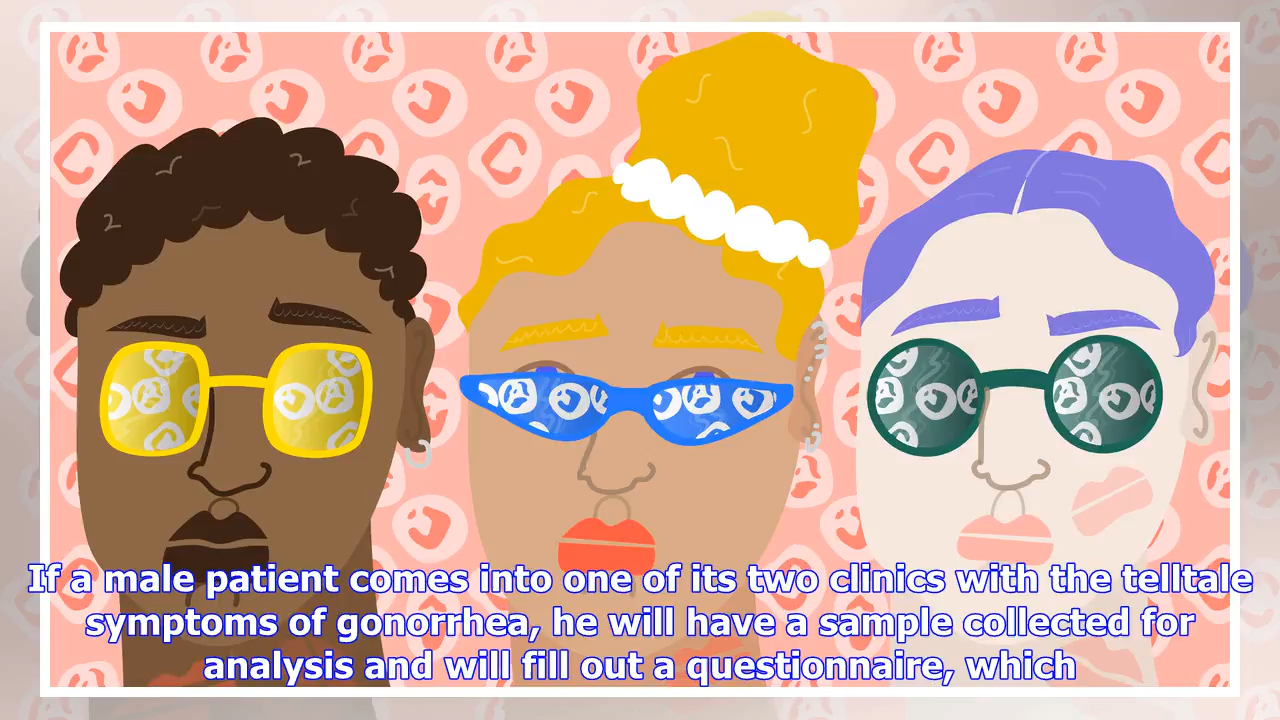 If a male patient comes into one of its two clinics with the telltale
symptoms of gonorrhea, he will have a sample collected for
analysis and will fill out a questionnaire, which